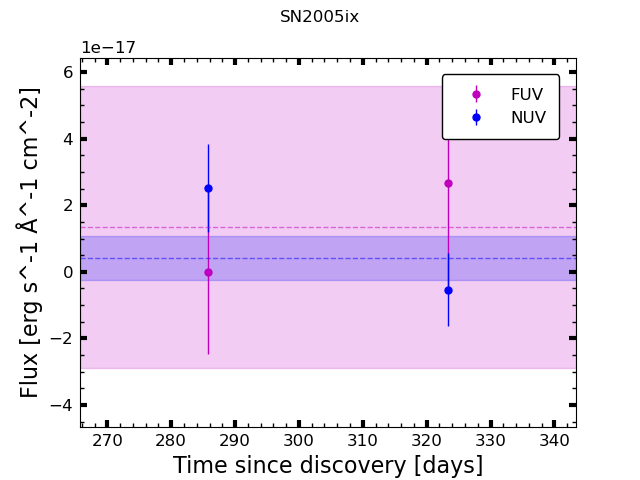 SN2005ix
1e−17
6
4
2
0
−2
−4
Flux [erg s^-1 Å^-1 cm^-2]
FUV
NUV
270 280 290 300 310 320 330 340
Time since discovery [days]